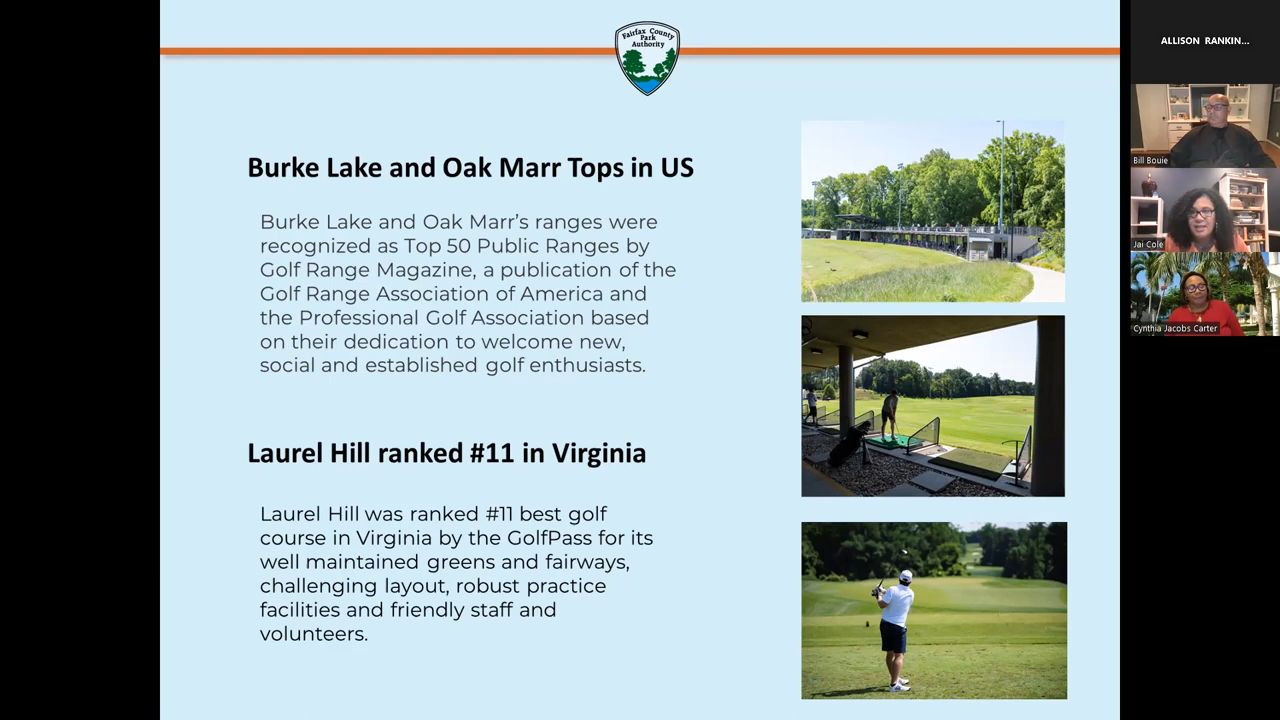 Fairfax County
Park
Authority
ALLISON RANKIN...
Burke Lake and Oak Marr Tops in US
Burke Lake and Oak Marr’s ranges were
recognized as Top 50 Public Ranges by
Golf Range Magazine, a publication of the
Golf Range Association of America and
the Professional Golf Association based
on their dedication to welcome new,
social and established golf enthusiasts.
Laurel Hill ranked #11 in Virginia
Laurel Hill was ranked #11 best golf
course in Virginia by the GolfPass for its
well maintained greens and fairways,
challenging layout, robust practice
facilities and friendly staff and
volunteers.
Bill Bouie
Jai Cole
Cynthia Jacobs Carter